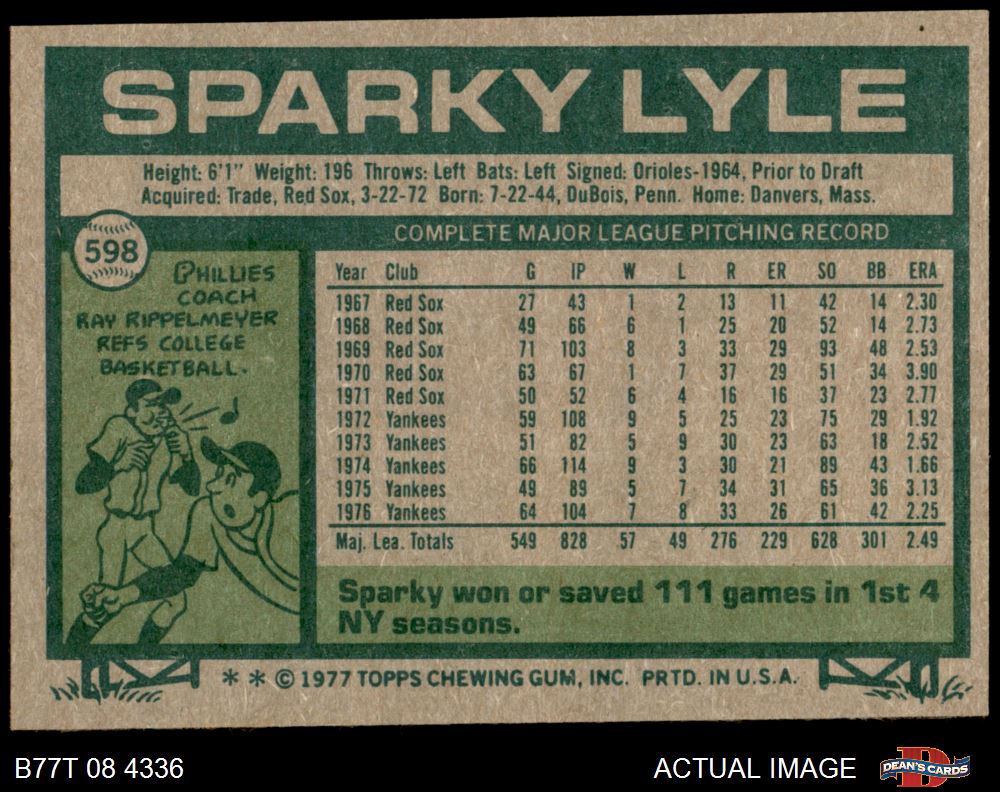 SPARKY LYLE
Height: 6'1" Weight: 196 Throws: Left Bats: Left Signed: Orioles-1964, Prior to Draft
Acquired: Trade, Red Sox, 3-22-72 Born: 7-22-44, DuBois, Penn. Home: Danvers, Mass.
598
PHILLIES
COACH
RAY RIPPELMEYER
REFS COLLEGE
BASKETBALL.
COMPLETE MAJOR LEAGUE PITCHING RECORD
Year Club G IP W L R ER SO BB ERA
1967 Red Sox 27 43 1 2 13 11 42 14 2.30
1968 Red Sox 49 66 6 1 25 20 52 14 2.73
1969 Red Sox 71 103 8 3 33 29 93 48 2.53
1970 Red Sox 63 67 1 7 37 29 51 34 3.90
1971 Red Sox 50 52 6 4 16 16 37 23 2.77
1972 Yankees 59 108 9 5 25 23 75 29 1.92
1973 Yankees 51 82 5 9 30 23 63 18 2.52
1974 Yankees 66 114 9 3 30 21 89 43 1.66
1975 Yankees 49 89 5 7 34 31 65 36 3.13
1976 Yankees 64 104 7 8 33 26 61 42 2.25
Maj. Lea. Totals 549 828 57 49 276 229 628 301 2.49
Sparky won or saved 111 games in 1st 4
NY seasons.
* * © 1977 TOPPS CHEWING GUM, INC. PRTD. IN U.S.A.
B77T 08 4336
ACTUAL IMAGE
DEAN'S CARDS